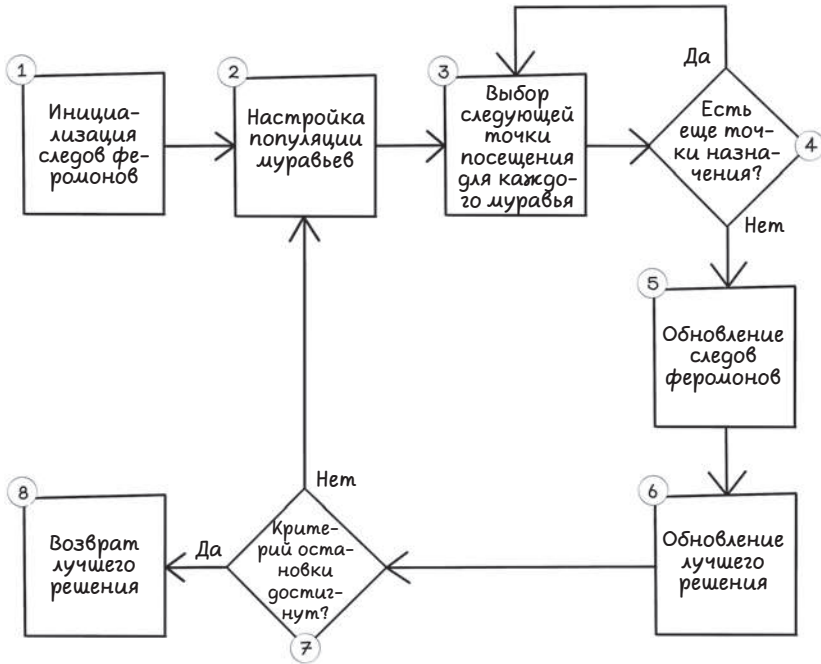 1
Инициа-
лизация
следов фе-
ромонов
2
Настройка
популяции
муравьев
3
Выбор
следующей
точки
посещения
для каждо-
го муравья
Да
Есть
еще точ-
ки назна-
чения?
4
Нет
5
Обновление
следов
феромонов
6
Обновление
лучшего
решения
Нет
Крите-
рий оста-
новки
достиг-
нут?
7
Да
8
Возврат
лучшего
решения